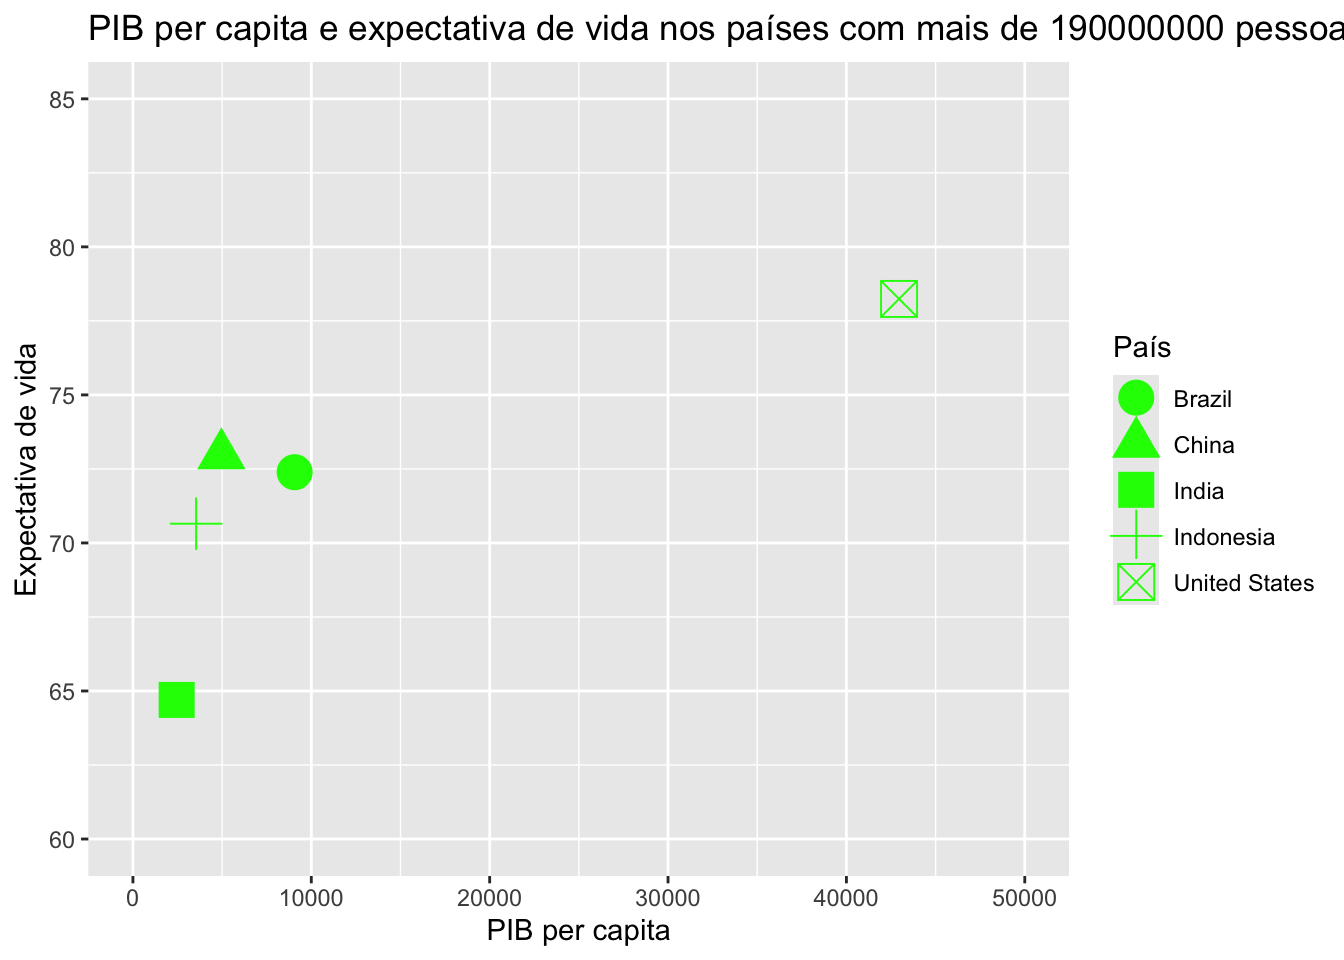 PIB per capita e expectativa de vida nos países com mais de 190000000 pessoa
85
80
75
70
65
60
Expectativa de vida
0 10000 20000 30000 40000 50000
PIB per capita
País
Brazil
China
India
Indonesia
United States